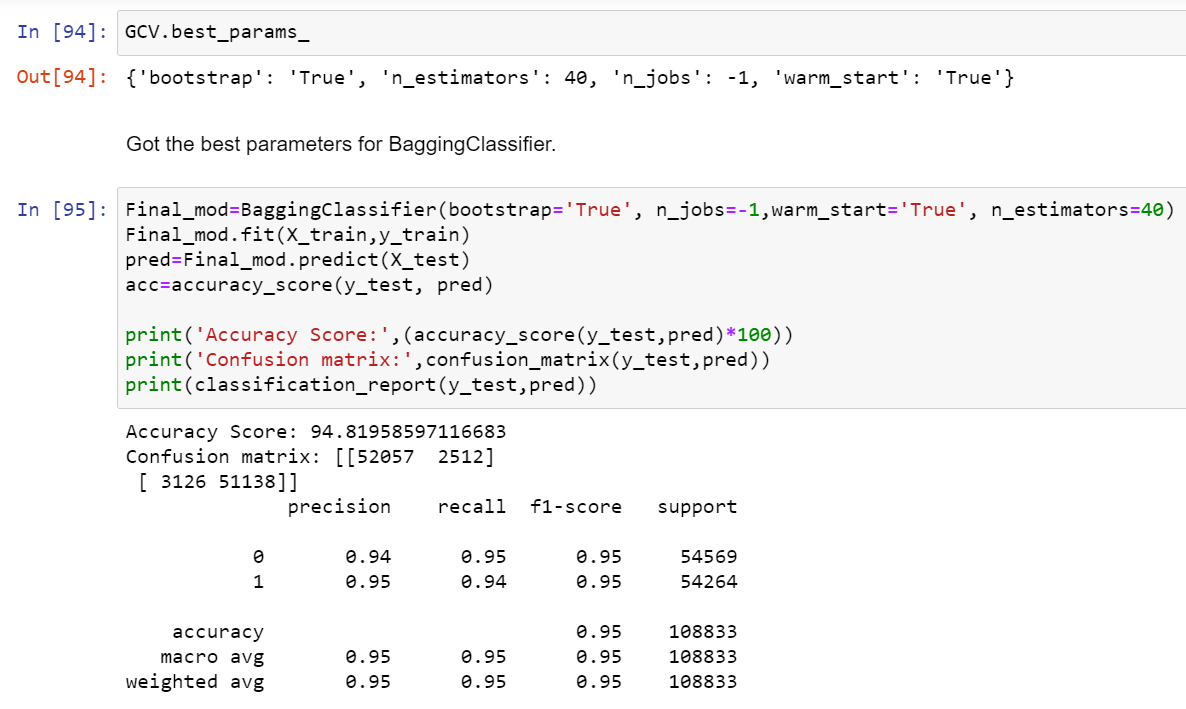 In [94]: GCV.best_params_
Out[94]: {'bootstrap': 'True', 'n_estimators': 40, 'n_jobs': -1, 'warm_start': 'True'}
Got the best parameters for BaggingClassifier.
In [95]: Final_mod=BaggingClassifier(bootstrap='True', n_jobs=-1,warm_start='True', n_estimators=40)
Final_mod.fit(X_train,y_train)
pred=Final_mod.predict(X_test)
acc=accuracy_score(y_test, pred)
print('Accuracy Score:',(accuracy_score(y_test,pred)*100))
print('Confusion matrix:',confusion_matrix(y_test,pred))
print(classification_report(y_test,pred))
Accuracy Score: 94.81958597116683
Confusion matrix: [[52057  2512]
 [ 3126 51138]]
              precision    recall  f1-score   support
           0       0.94      0.95      0.95     54569
           1       0.95      0.94      0.95     54264
    accuracy                           0.95    108833
   macro avg       0.95      0.95      0.95    108833
weighted avg       0.95      0.95      0.95    108833